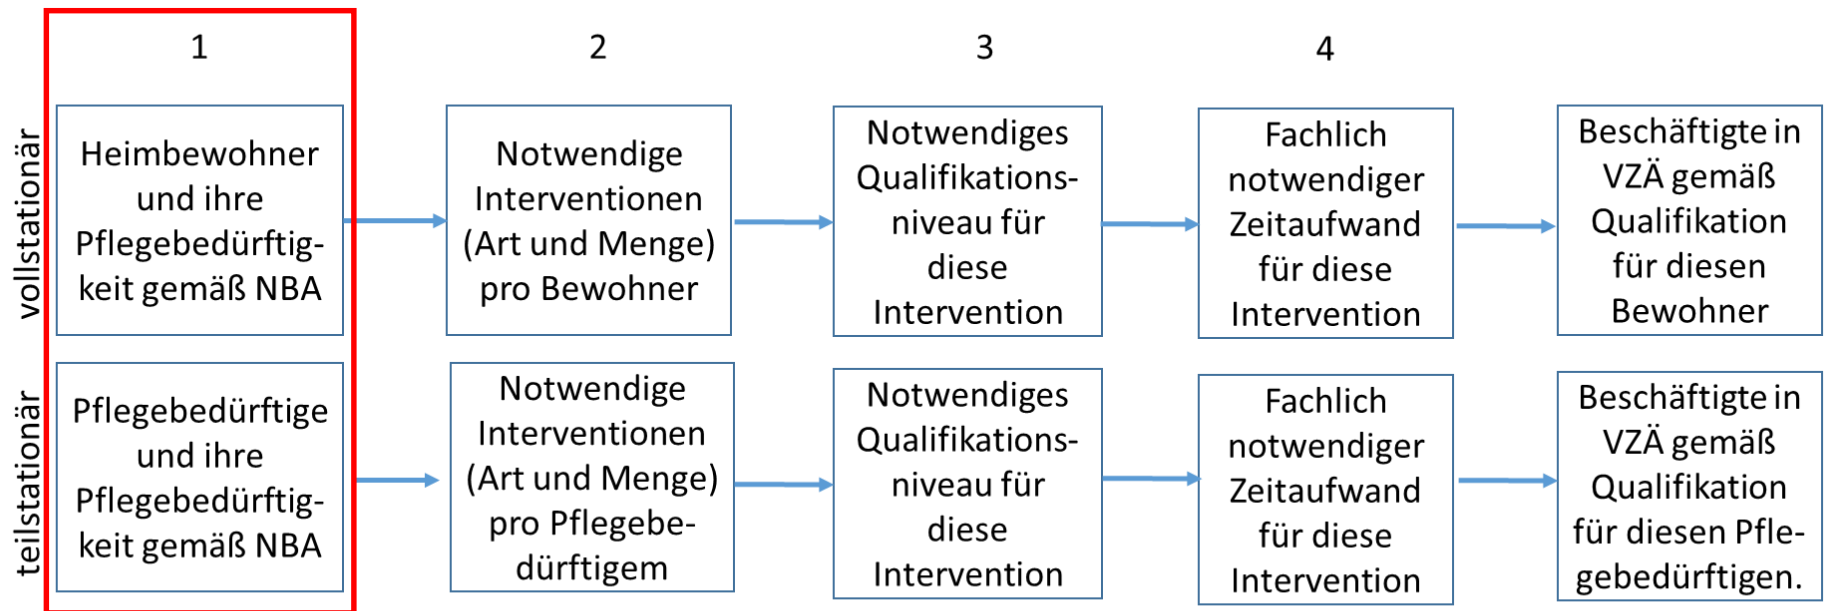 1
2
3
4
vollstationär
Heimbewohner
und ihre
Pflegebedürftig-
keit gemäß NBA
Notwendige
Interventionen
(Art und Menge)
pro Bewohner
Notwendiges
Qualifikations-
niveau für
diese
Intervention
Fachlich
notwendiger
Zeitaufwand
für diese
Intervention
Beschäftigte in
VZÄ gemäß
Qualifikation
für diesen
Bewohner
teilstationär
Pflegebedürftige
und ihre
Pflegebedürftig-
keit gemäß NBA
Notwendige
Interventionen
(Art und Menge)
pro Pflegebe-
dürftigem
Notwendiges
Qualifikations-
niveau für
diese
Intervention
Fachlich
notwendiger
Zeitaufwand
für diese
Intervention
Beschäftigte in
VZÄ gemäß
Qualifikation
für diesen Pfle-
gebedürftigen.